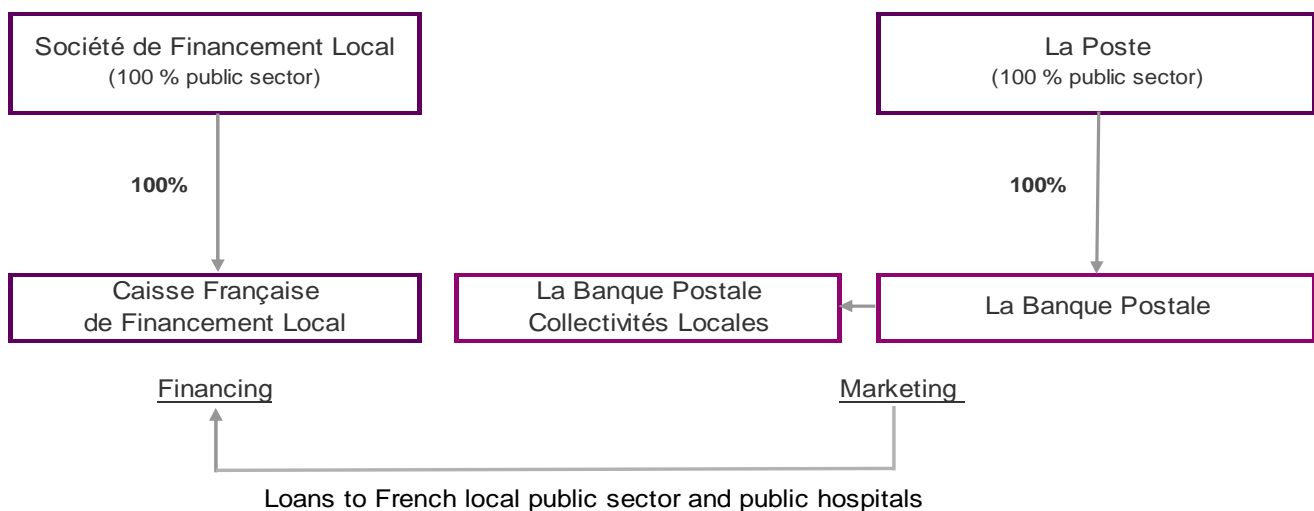 Société de Financement Local
(100 % public sector)
La Poste
(100 % public sector)
100%
100%
Caisse Française
de Financement Local
La Banque Postale
Collectivités Locales
La Banque Postale
Financing
Marketing
Loans to French local public sector and public hospitals